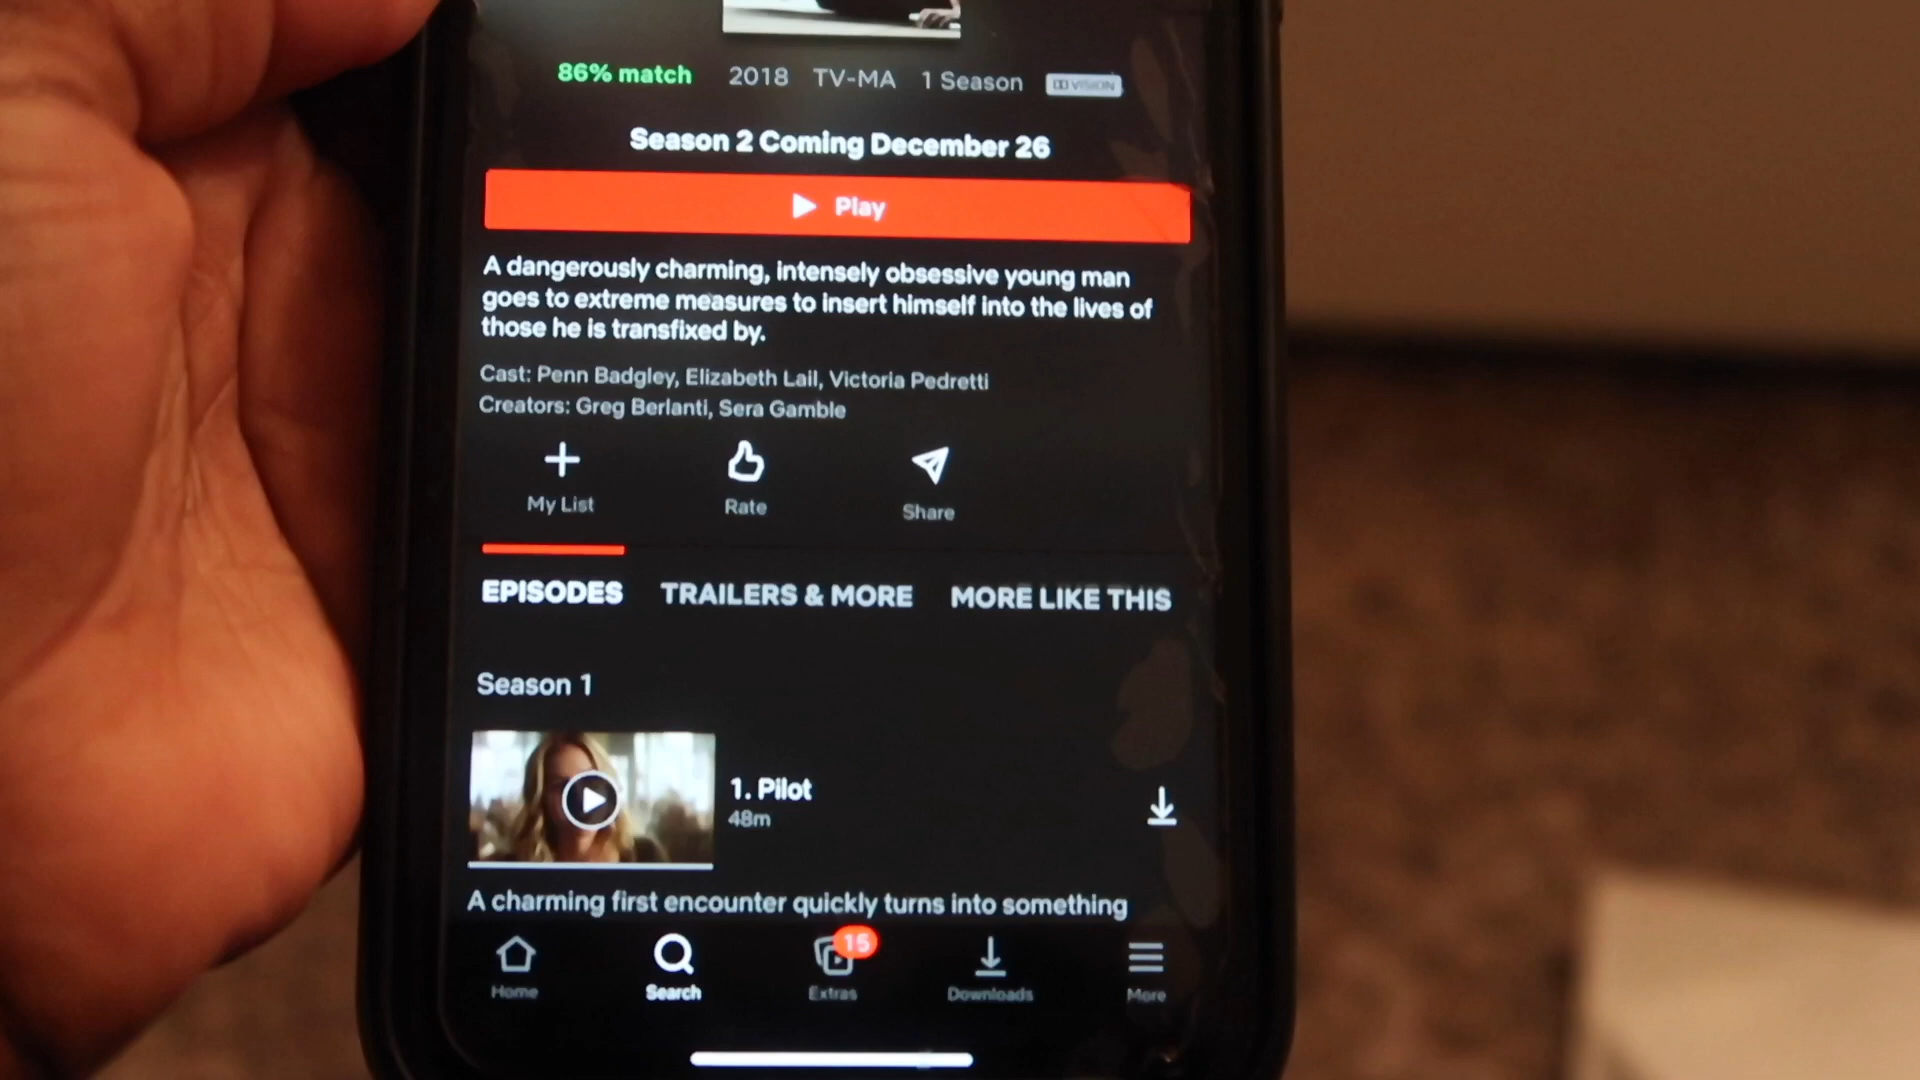 86% match 2018 TV-MA 1 Season VISION
Season 2 Coming December 26
Play
A dangerously charming, intensely obsessive young man
goes to extreme measures to insert himself into the lives of
those he is transfixed by.
Cast: Penn Badgley, Elizabeth Lail, Victoria Pedretti
Creators: Greg Berlanti, Sera Gamble
My List Rate Share
EPISODES TRAILERS & MORE MORE LIKE THIS
Season 1
1. Pilot
48m
A charming first encounter quickly turns into something
15
Home Search Extras Downloads More